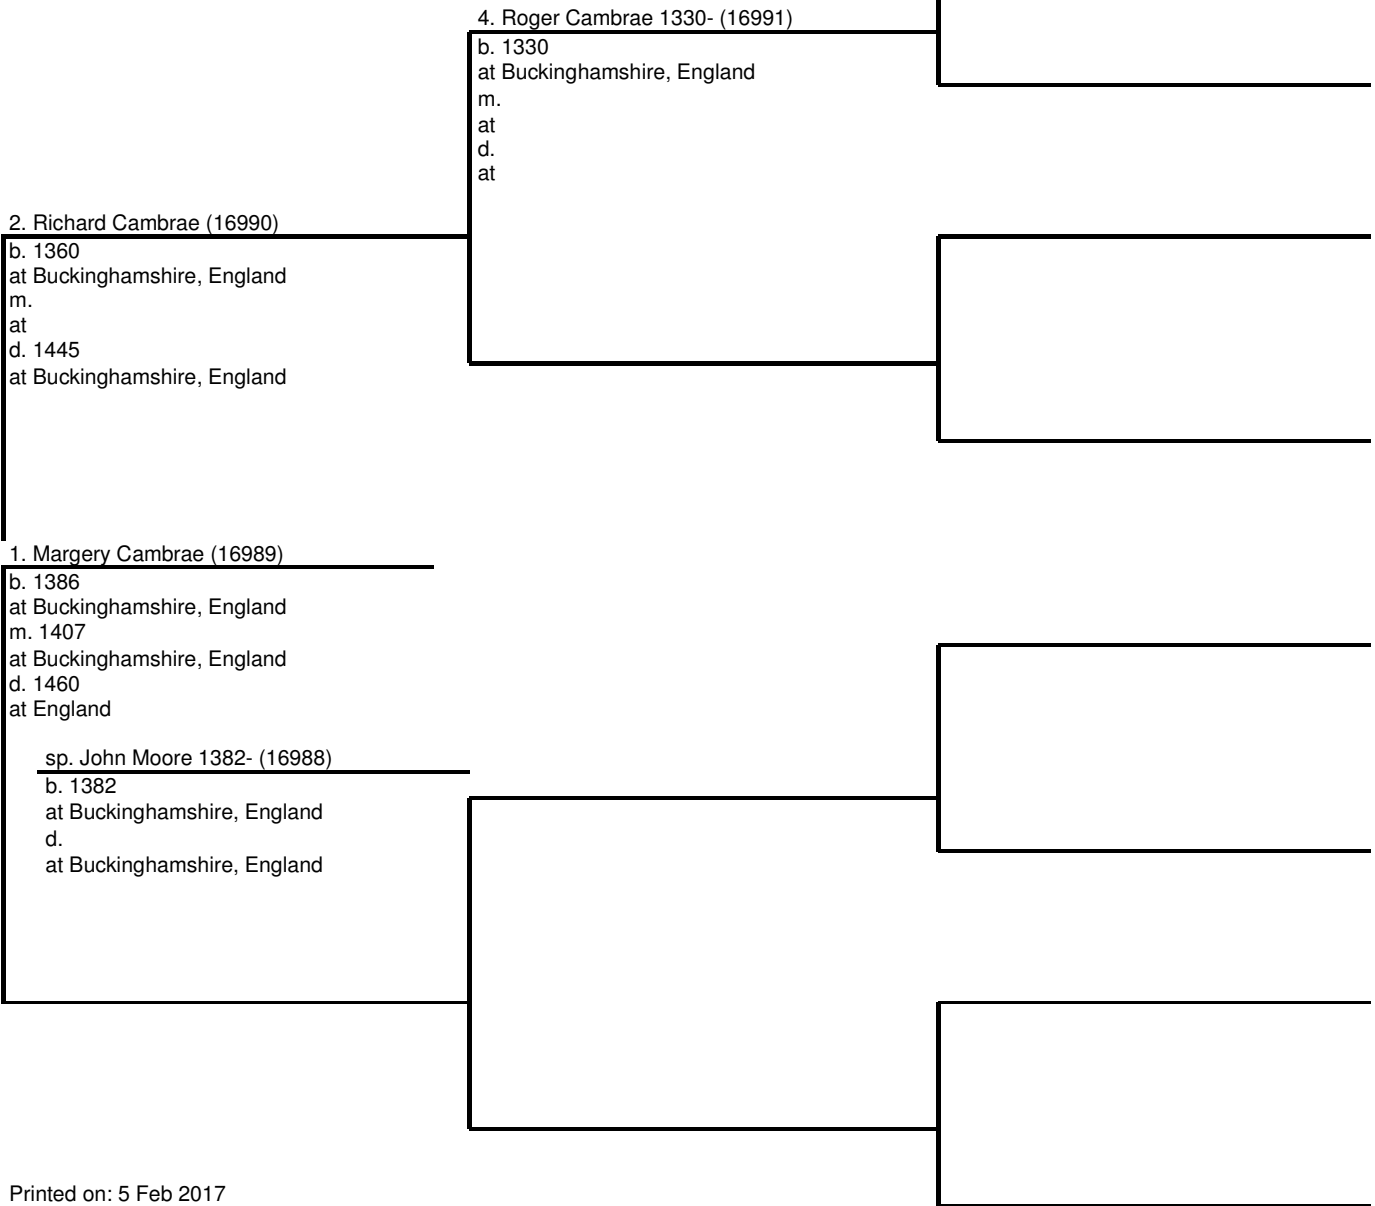 4. Roger Cambrae 1330- (16991)
b. 1330
at Buckinghamshire, England
m.
at
d.
at
2. Richard Cambrae (16990)
b. 1360
at Buckinghamshire, England
m.
at
d. 1445
at Buckinghamshire, England
1. Margery Cambrae (16989)
b. 1386
at Buckinghamshire, England
m. 1407
at Buckinghamshire, England
d. 1460
at England
sp. John Moore 1382- (16988)
b. 1382
at Buckinghamshire, England
d.
at Buckinghamshire, England
Printed on: 5 Feb 2017